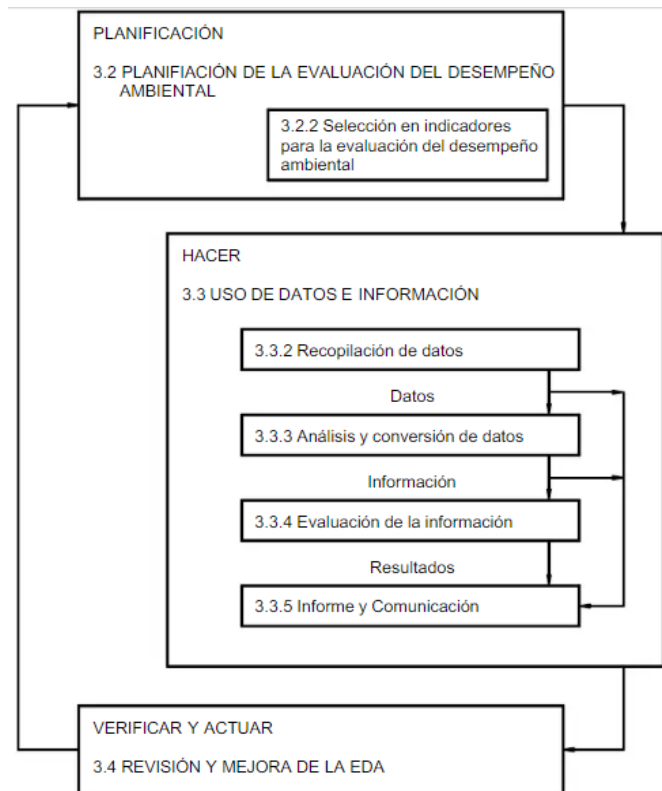 PLANIFICACIÓN
3.2 PLANIFIACIÓN DE LA EVALUACIÓN DEL DESEMPEÑO
AMBIENTAL
3.2.2 Selección en indicadores
para la evaluación del desempeño
ambiental
HACER
3.3 USO DE DATOS E INFORMACIÓN
3.3.2 Recopilación de datos
Datos
3.3.3 Análisis y conversión de datos
Información
3.3.4 Evaluación de la información
Resultados
3.3.5 Informe y Comunicación
VERIFICAR Y ACTUAR
3.4 REVISIÓN Y MEJORA DE LA EDA